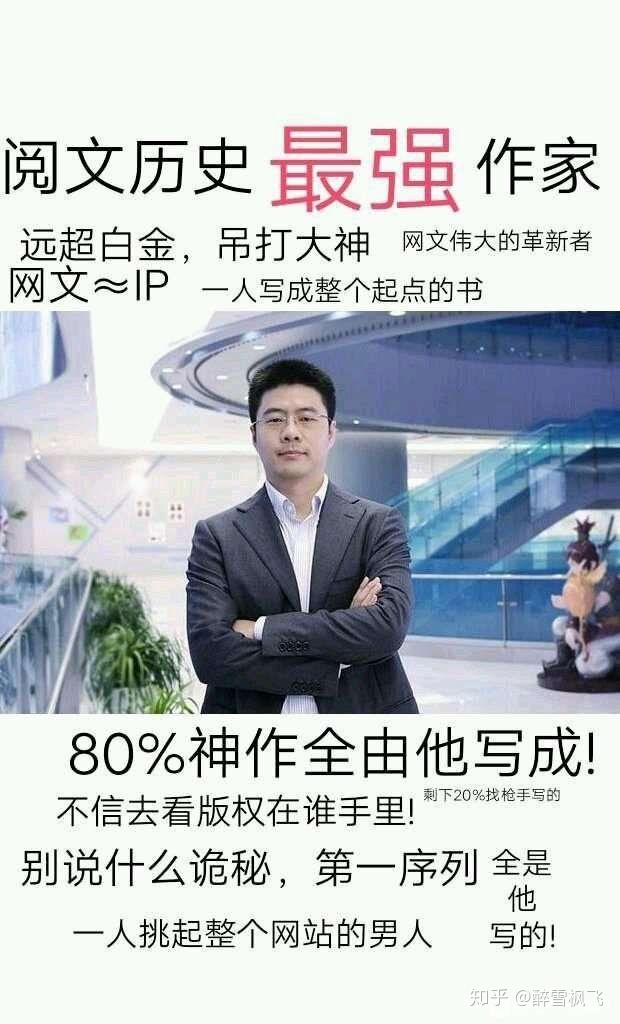 阅文历史最强作家
远超白金，吊打大神 网文伟大的革新者
网文≈IP 一人写成整个起点的书
80%神作全由他写成!
不信去看版权在谁手里! 剩下20%找枪手写的
别说什么诡秘，第一序列 全是
他
一人挑起整个网站的男人 写的!
知乎 @醉雪枫飞